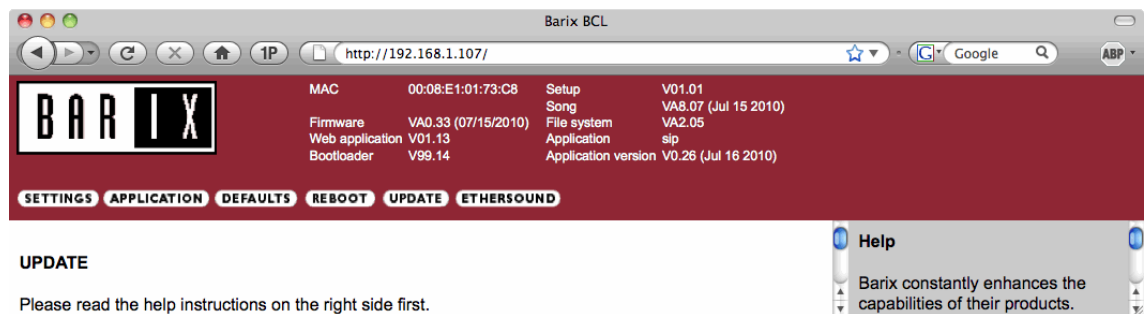 Barix BCL
1P
http://192.168.1.107/
G
Google
ABP
BARIX
MAC 00:08:E1:01:73:C8
Firmware VA0.33 (07/15/2010)
Web application V01.13
Bootloader V99.14
Setup V01.01
Song VA8.07 (Jul 15 2010)
File system VA2.05
Application sip
Application version V0.26 (Jul 16 2010)
SETTINGS APPLICATION DEFAULTS REBOOT UPDATE ETHERSOUND
UPDATE
Please read the help instructions on the right side first.
Help
Barix constantly enhances the
capabilities of their products.